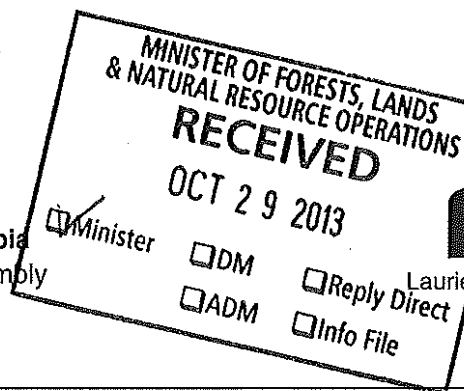 MINISTER OF FORESTS, LANDS
& NATURAL RESOURCE OPERATIONS
RECEIVED
OCT 29 2013
Minister
DM
Reply Direct
ADM
Info File
Laurie